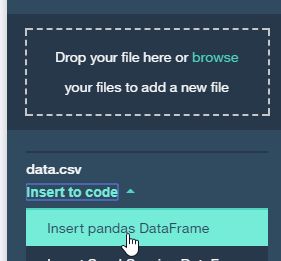 Drop your file here or browse
your files to add a new file
data.csv
Insert to code
Insert pandas DataFrame